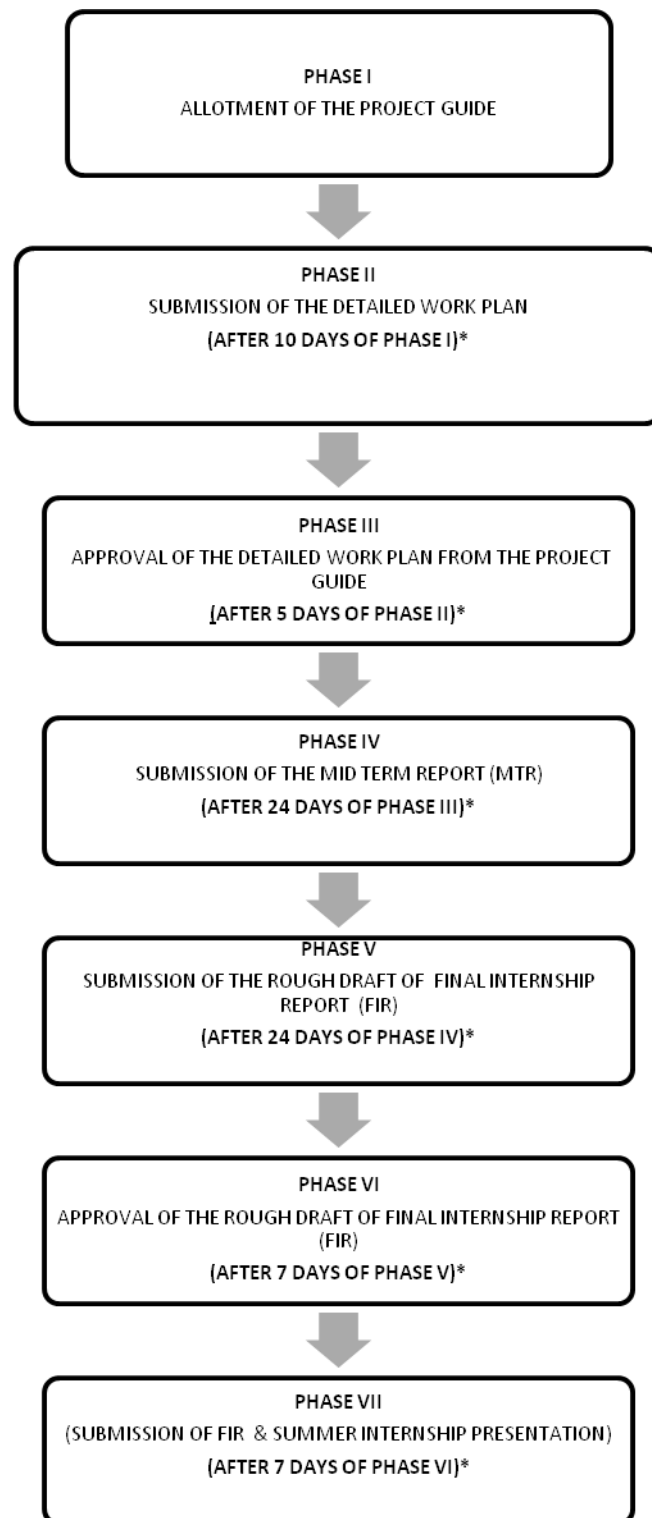 PHASE I
ALLOTMENT OF THE PROJECT GUIDE
PHASE II
SUBMISSION OF THE DETAILED WORK PLAN
(AFTER 10 DAYS OF PHASE I)*
PHASE III
APPROVAL OF THE DETAILED WORK PLAN FROM THE PROJECT
GUIDE
(AFTER 5 DAYS OF PHASE II)*
PHASE IV
SUBMISSION OF THE MID TERM REPORT (MTR)
(AFTER 24 DAYS OF PHASE III)*
PHASE V
SUBMISSION OF THE ROUGH DRAFT OF FINAL INTERNSHIP
REPORT (FIR)
(AFTER 24 DAYS OF PHASE IV)*
PHASE VI
APPROVAL OF THE ROUGH DRAFT OF FINAL INTERNSHIP REPORT
(FIR)
(AFTER 7 DAYS OF PHASE V)*
PHASE VII
(SUBMISSION OF FIR & SUMMER INTERNSHIP PRESENTATION)
(AFTER 7 DAYS OF PHASE VI)*